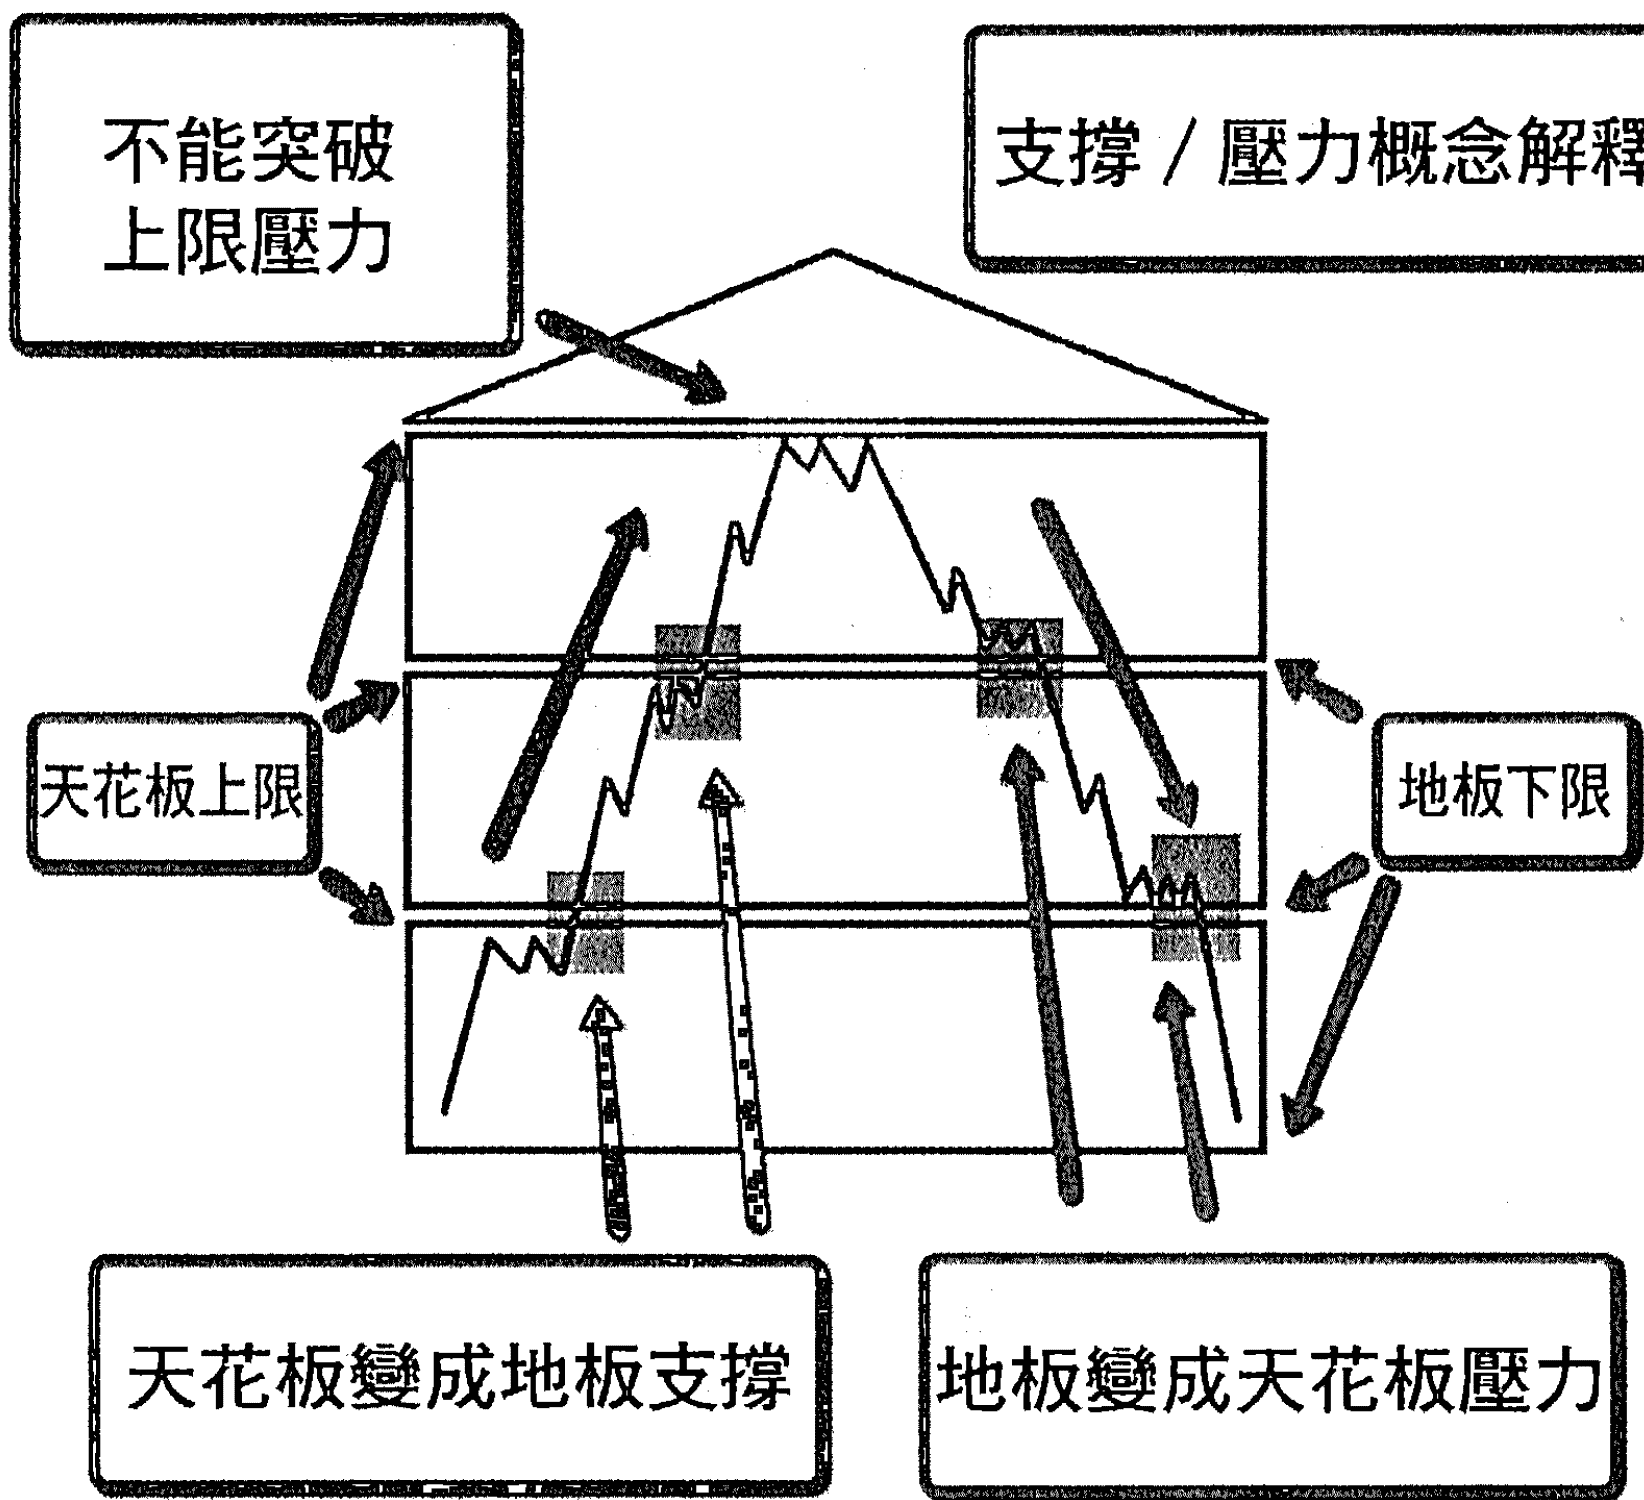 不能突破
上限壓力
支撐 / 壓力概念解釋
天花板上限
地板下限
天花板變成地板支撐
地板變成天花板壓力